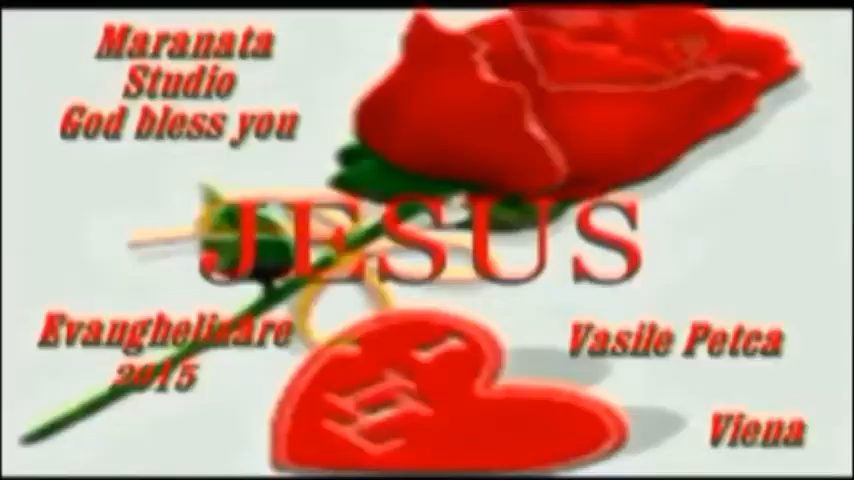 Maranata
Studio
God bless you
JESUS
Evanghelizare
2015
Vasile Petca
Viena